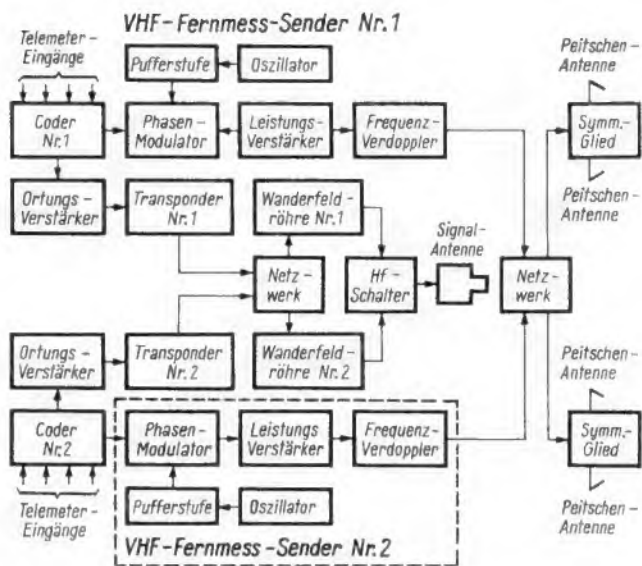 VHF-Fernmess-Sender Nr.1
Telemeter-
Eingänge
Pufferstufe
Oszillator
Peitschen-
Antenne
Coder
Nr.1
Phasen-
Modulator
Leistungs-
Verstärker
Frequenz-
Verdoppler
Symm.-
Glied
Ortungs-
Verstärker
Transponder
Nr.1
Wanderfeld-
röhre Nr.1
Peitschen-
Antenne
Signal-
Antenne
Netz-
werk
Hf-
Schalter
Netz-
werk
Ortungs-
Verstärker
Transponder
Nr.2
Wanderfeld-
röhre Nr.2
Peitschen-
Antenne
Coder
Nr.2
Phasen-
Modulator
Leistungs
Verstärker
Frequenz-
Verdoppler
Symm.-
Glied
Telemeter-
Eingänge
Pufferstufe
Oszillator
Peitschen-
Antenne
VHF-Fernmess-Sender Nr.2